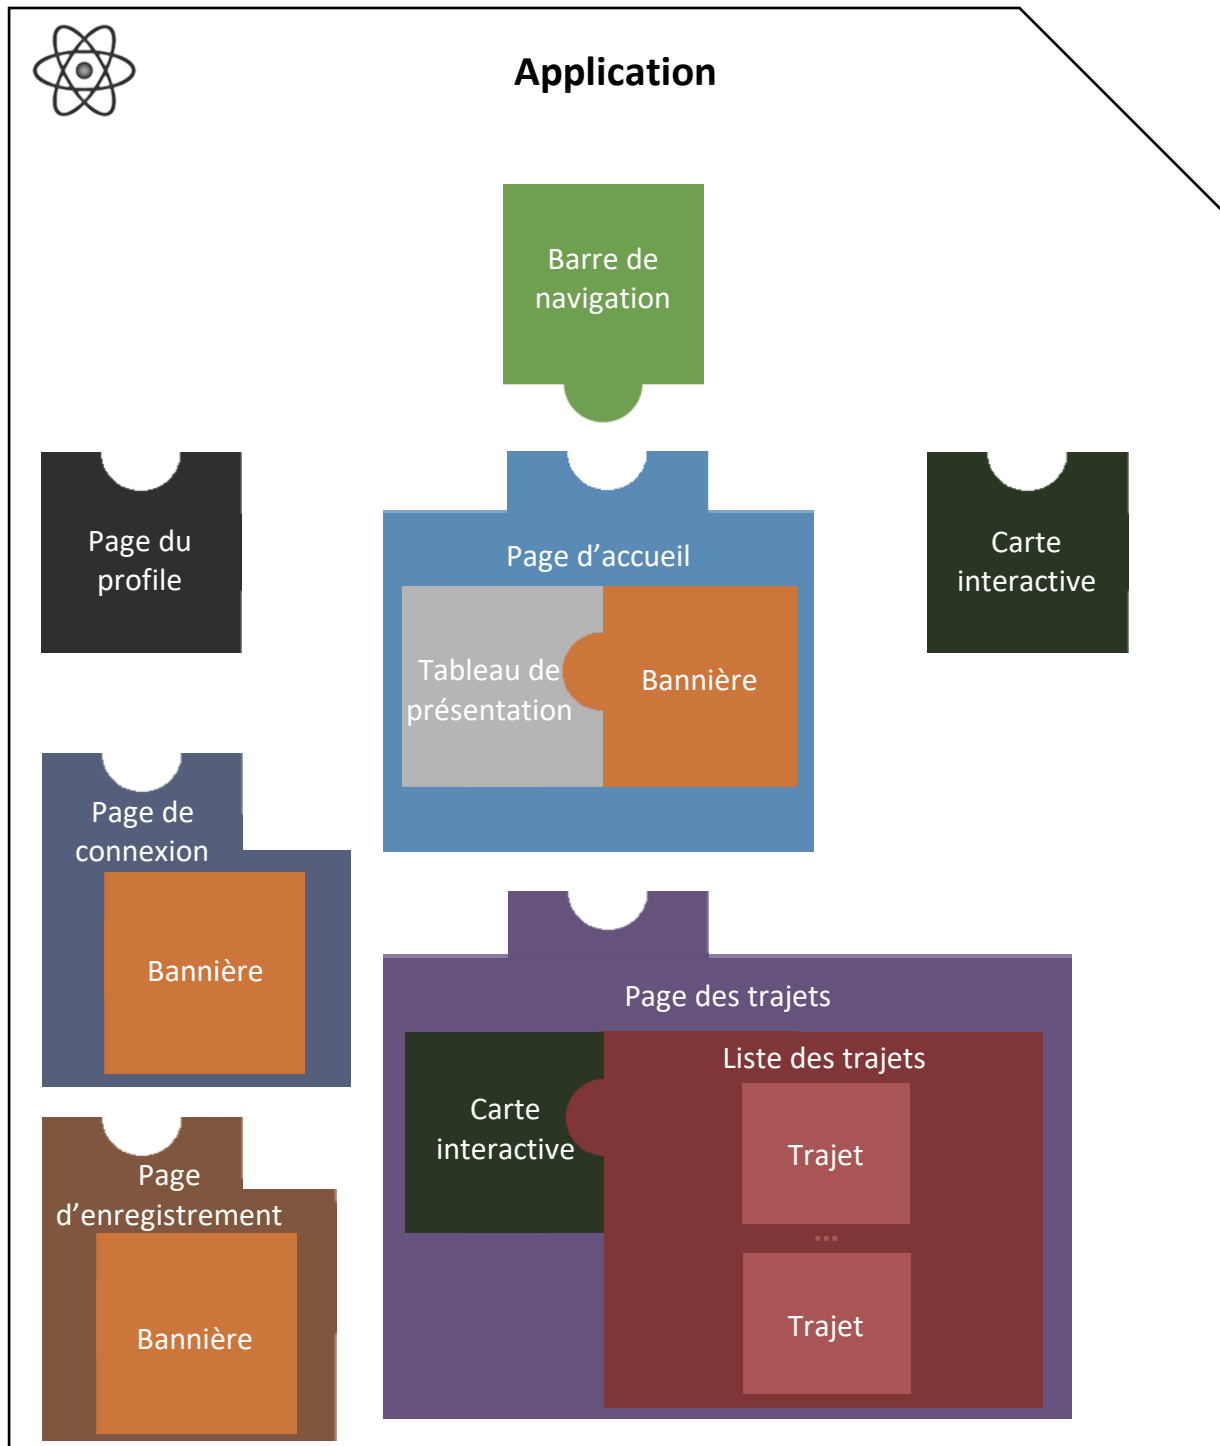 Application
Barre de
navigation
Page du
profile
Page d’accueil
Carte
interactive
Tableau de
présentation
Bannière
Page de
connexion
Bannière
Page des trajets
Liste des trajets
Carte
interactive
Trajet
...
Trajet
Page
d’enregistrement
Bannière